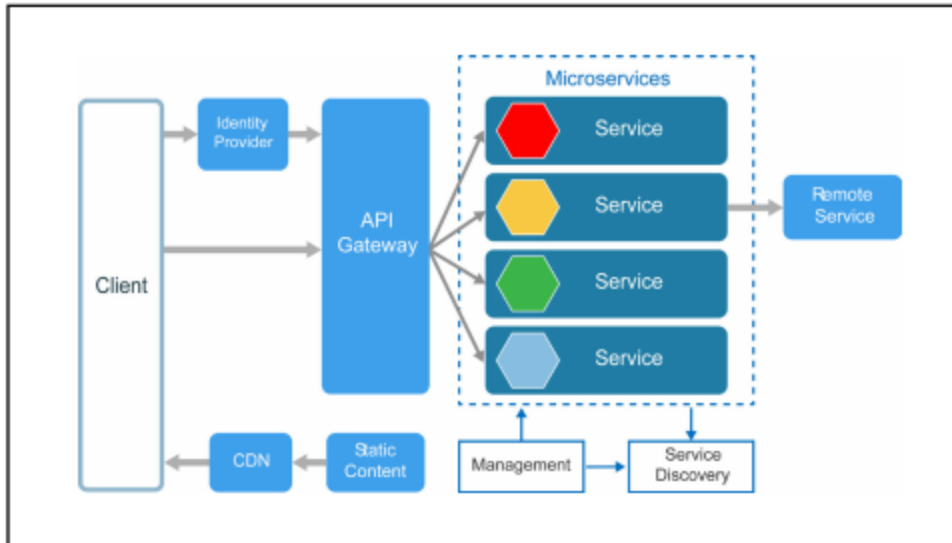 Microservices
Identity
Provider
Service
Service
Remote
Service
API
Gateway
Client
Service
Service
CDN
Static
Content
Management
Service
Discovery